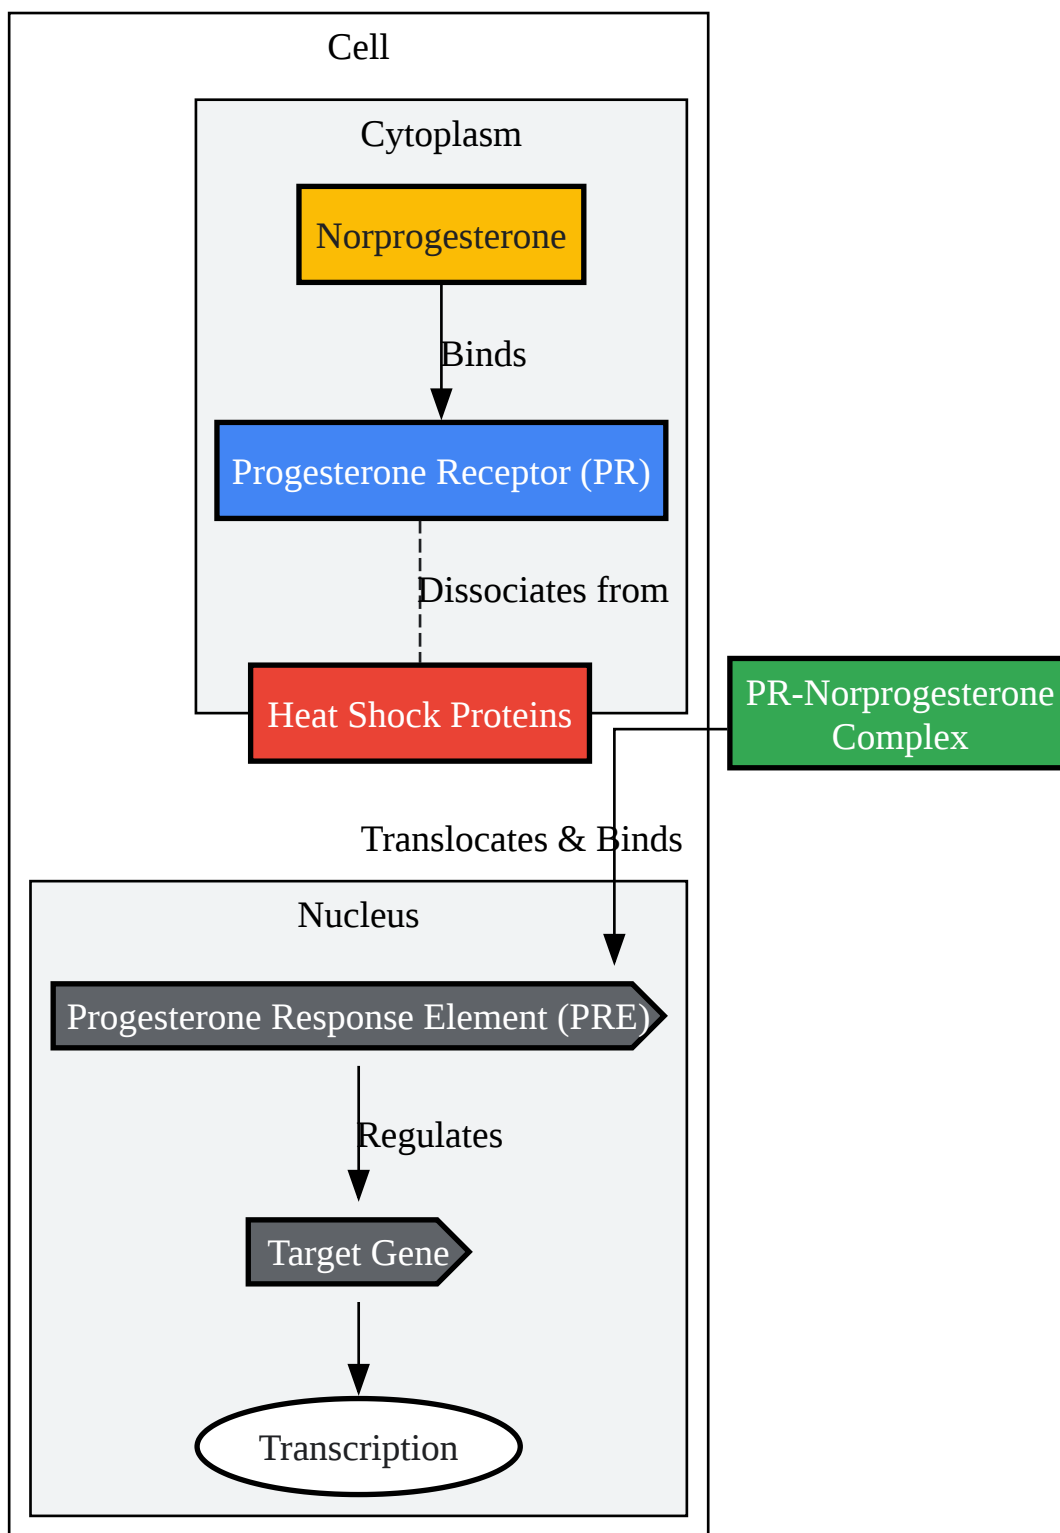 Cell
Cytoplasm
Norprogesterone
Binds
Progesterone Receptor (PR)
Dissociates from
Heat Shock Proteins
PR-Norprogesterone
Complex
Translocates & Binds
Nucleus
Progesterone Response Element (PRE)
Regulates
Target Gene
Transcription